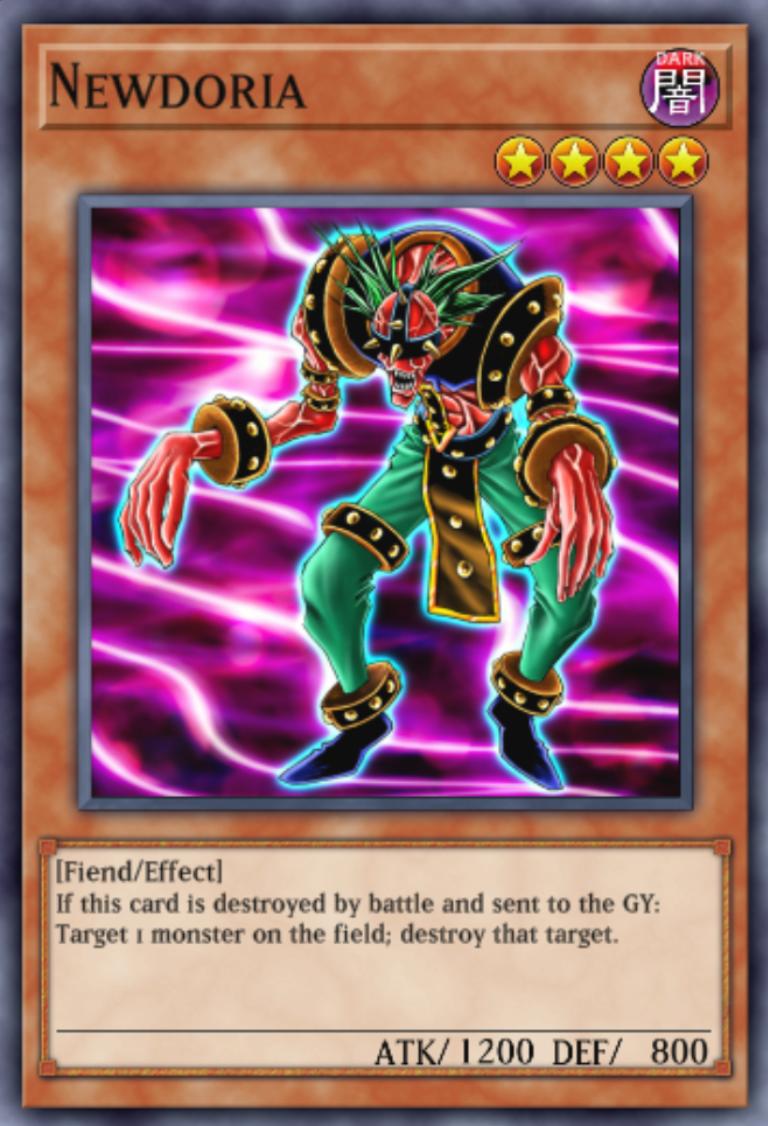 Newdoria
DARK
闇
[Fiend/Effect]
If this card is destroyed by battle and sent to the GY:
Target 1 monster on the field; destroy that target.
ATK/ 1200 DEF/ 800